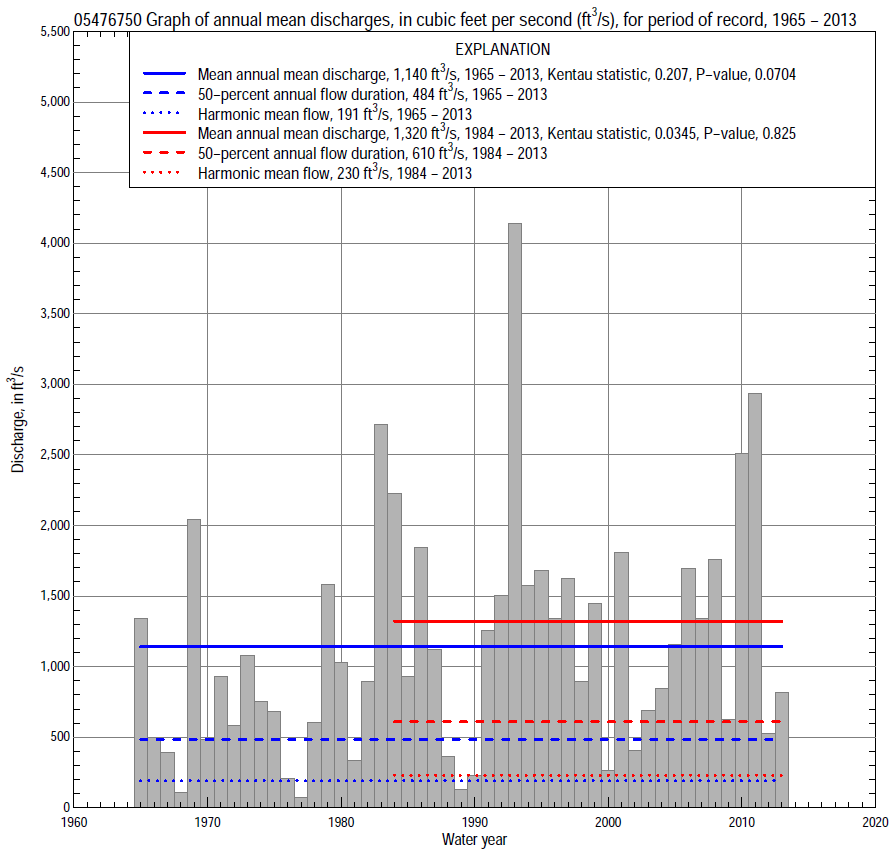 05476750 Graph of annual mean discharges, in cubic feet per second (ft³/s), for period of record, 1965 – 2013
EXPLANATION
Mean annual mean discharge, 1,140 ft³/s, 1965 – 2013, Kentau statistic, 0.207, P–value, 0.0704
50–percent annual flow duration, 484 ft³/s, 1965 – 2013
Harmonic mean flow, 191 ft³/s, 1965 – 2013
Mean annual mean discharge, 1,320 ft³/s, 1984 – 2013, Kentau statistic, 0.0345, P–value, 0.825
50–percent annual flow duration, 610 ft³/s, 1984 – 2013
Harmonic mean flow, 230 ft³/s, 1984 – 2013
5,500
5,000
4,500
4,000
3,500
3,000
2,500
2,000
1,500
1,000
500
0
Discharge, in ft³/s
1960 1970 1980 1990 2000 2010 2020
Water year